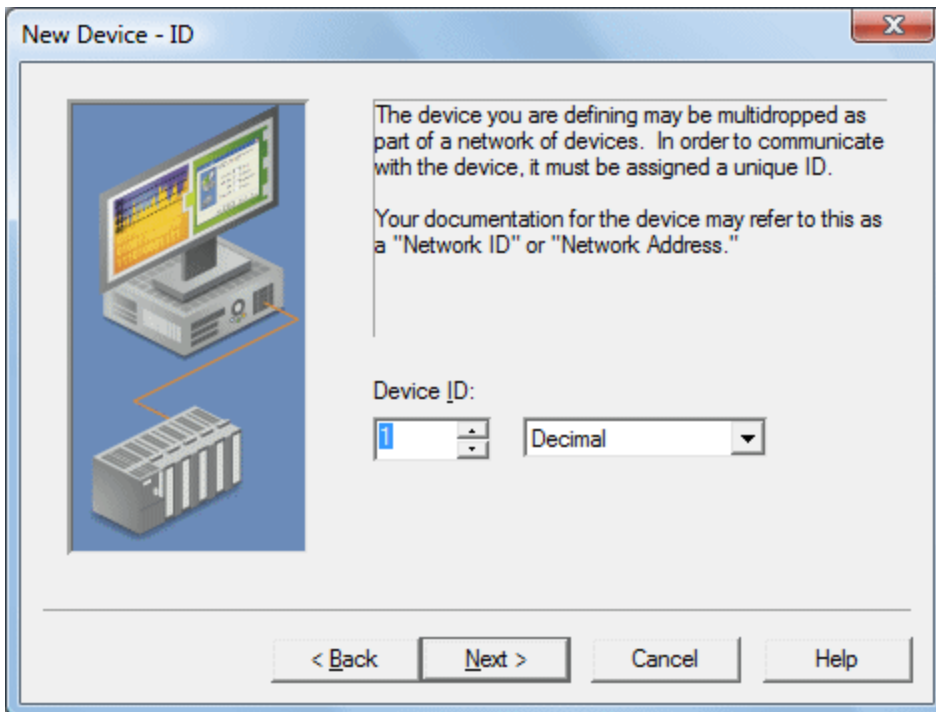 New Device - ID
The device you are defining may be multidropped as
part of a network of devices.  In order to communicate
with the device, it must be assigned a unique ID.
Your documentation for the device may refer to this as
a "Network ID" or "Network Address."
Device ID:
1 Decimal
< Back Next > Cancel Help